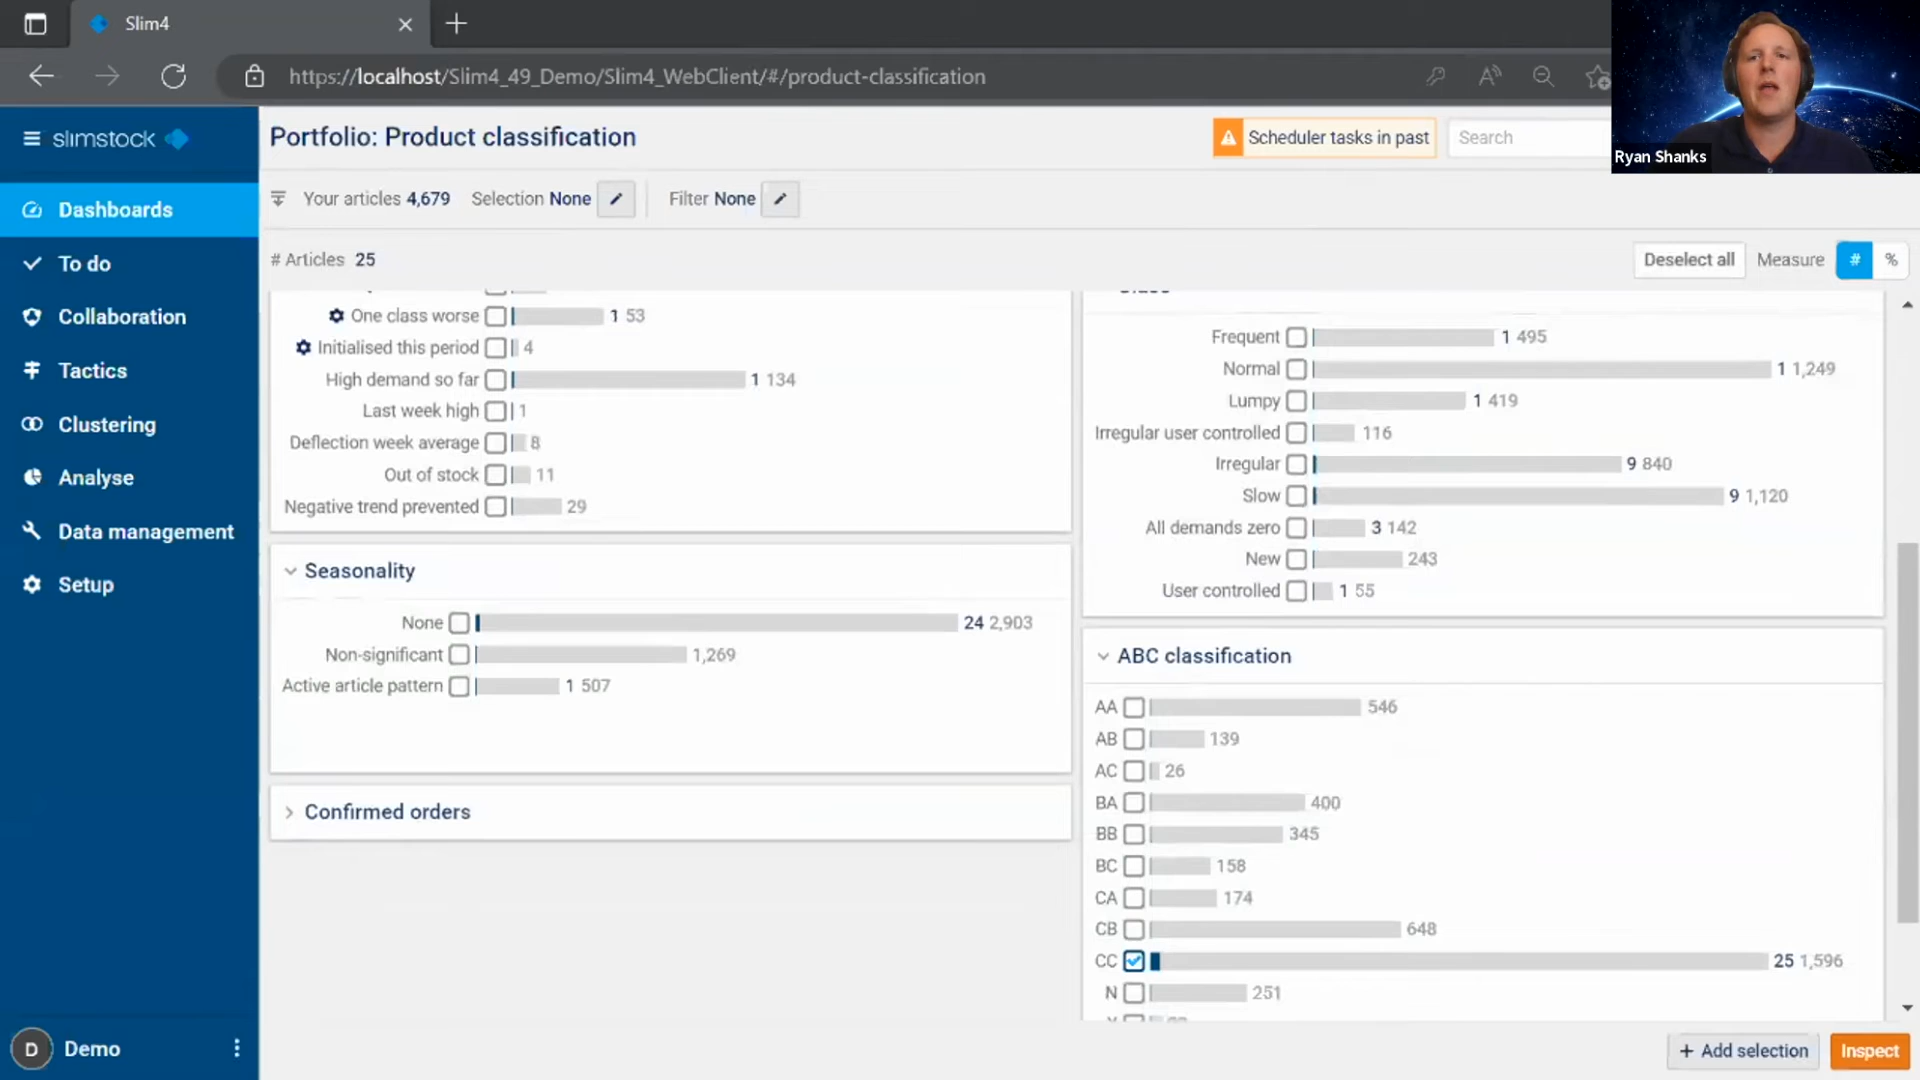 Slim4
https://localhost/Slim4_49_Demo/Slim4_WebClient/#/product-classification
Ryan Shanks
slimstock
Portfolio: Product classification
Scheduler tasks in past
Search
Dashboards
Your articles 4,679 Selection None
Filter None
To do
# Articles 25
Deselect all
Measure # %
Collaboration
Tactics
Clustering
Analyse
Data management
Setup
One class worse 1 53
Initialised this period 4
High demand so far 1 134
Last week high 1
Deflection week average 8
Out of stock 11
Negative trend prevented 29
Seasonality
None 24 2,903
Non-significant 1,269
Active article pattern 1 507
Confirmed orders
Frequent 1 495
Normal 1 1,249
Lumpy 1 419
Irregular user controlled 116
Irregular 9 840
Slow 9 1,120
All demands zero 3 142
New 243
User controlled 1 55
ABC classification
AA 546
AB 139
AC 26
BA 400
BB 345
BC 158
CA 174
CB 648
CC 25 1,596
N 251
D Demo
+ Add selection
Inspect